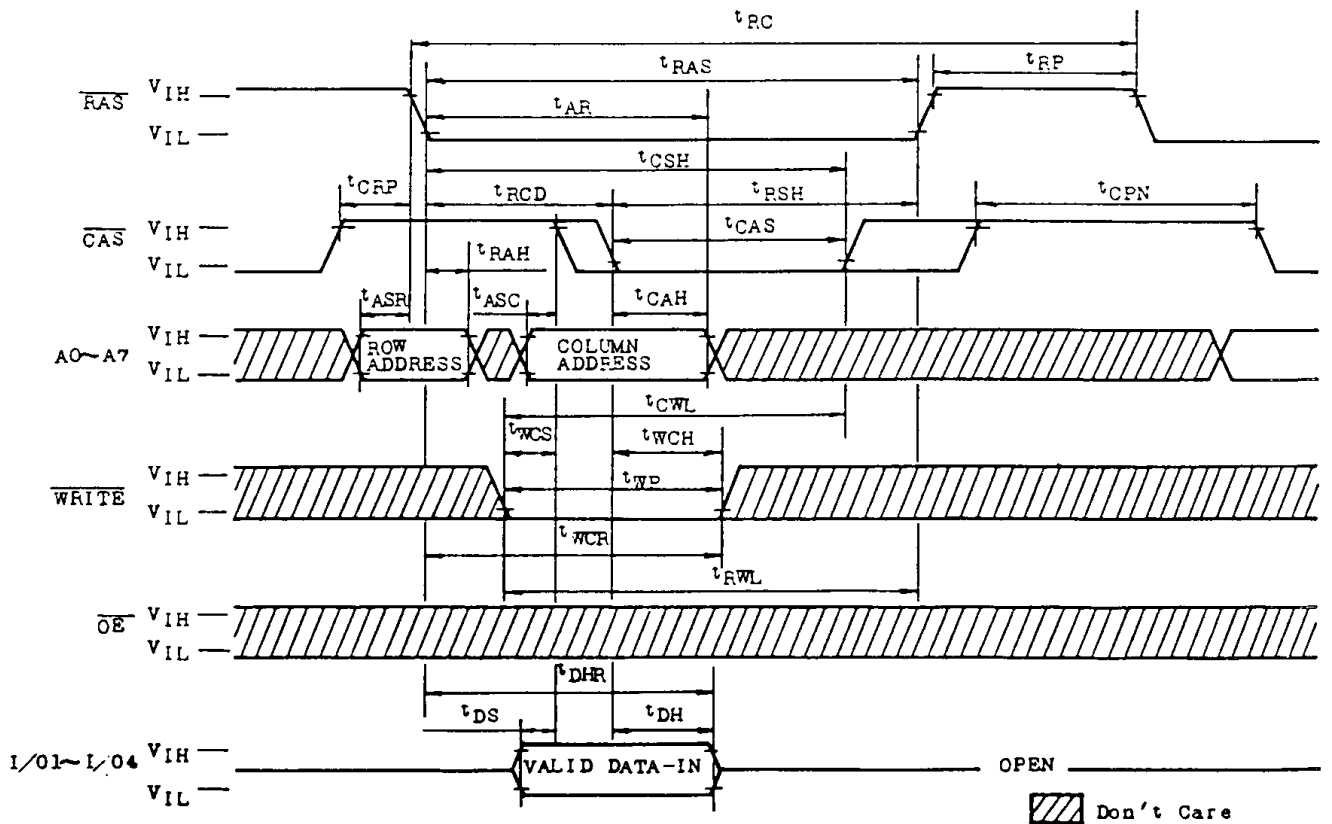 tRC
tRAS
tRP
RAS VIH
VIL
tAR
tCSH
tCRP
tRCD
tRSH
tCPN
CAS VIH
VIL
tCAS
tRAH
tASR
tASC
tCAH
A0~A7 VIH
VIL
ROW ADDRESS
COLUMN ADDRESS
tCWL
tWCS
tWCH
WRITE VIH
VIL
tWP
tWCR
tRWL
OE VIH
VIL
tDHR
tDS
tDH
I/O1~I/O4 VIH
VIL
VALID DATA-IN
OPEN
Don't Care